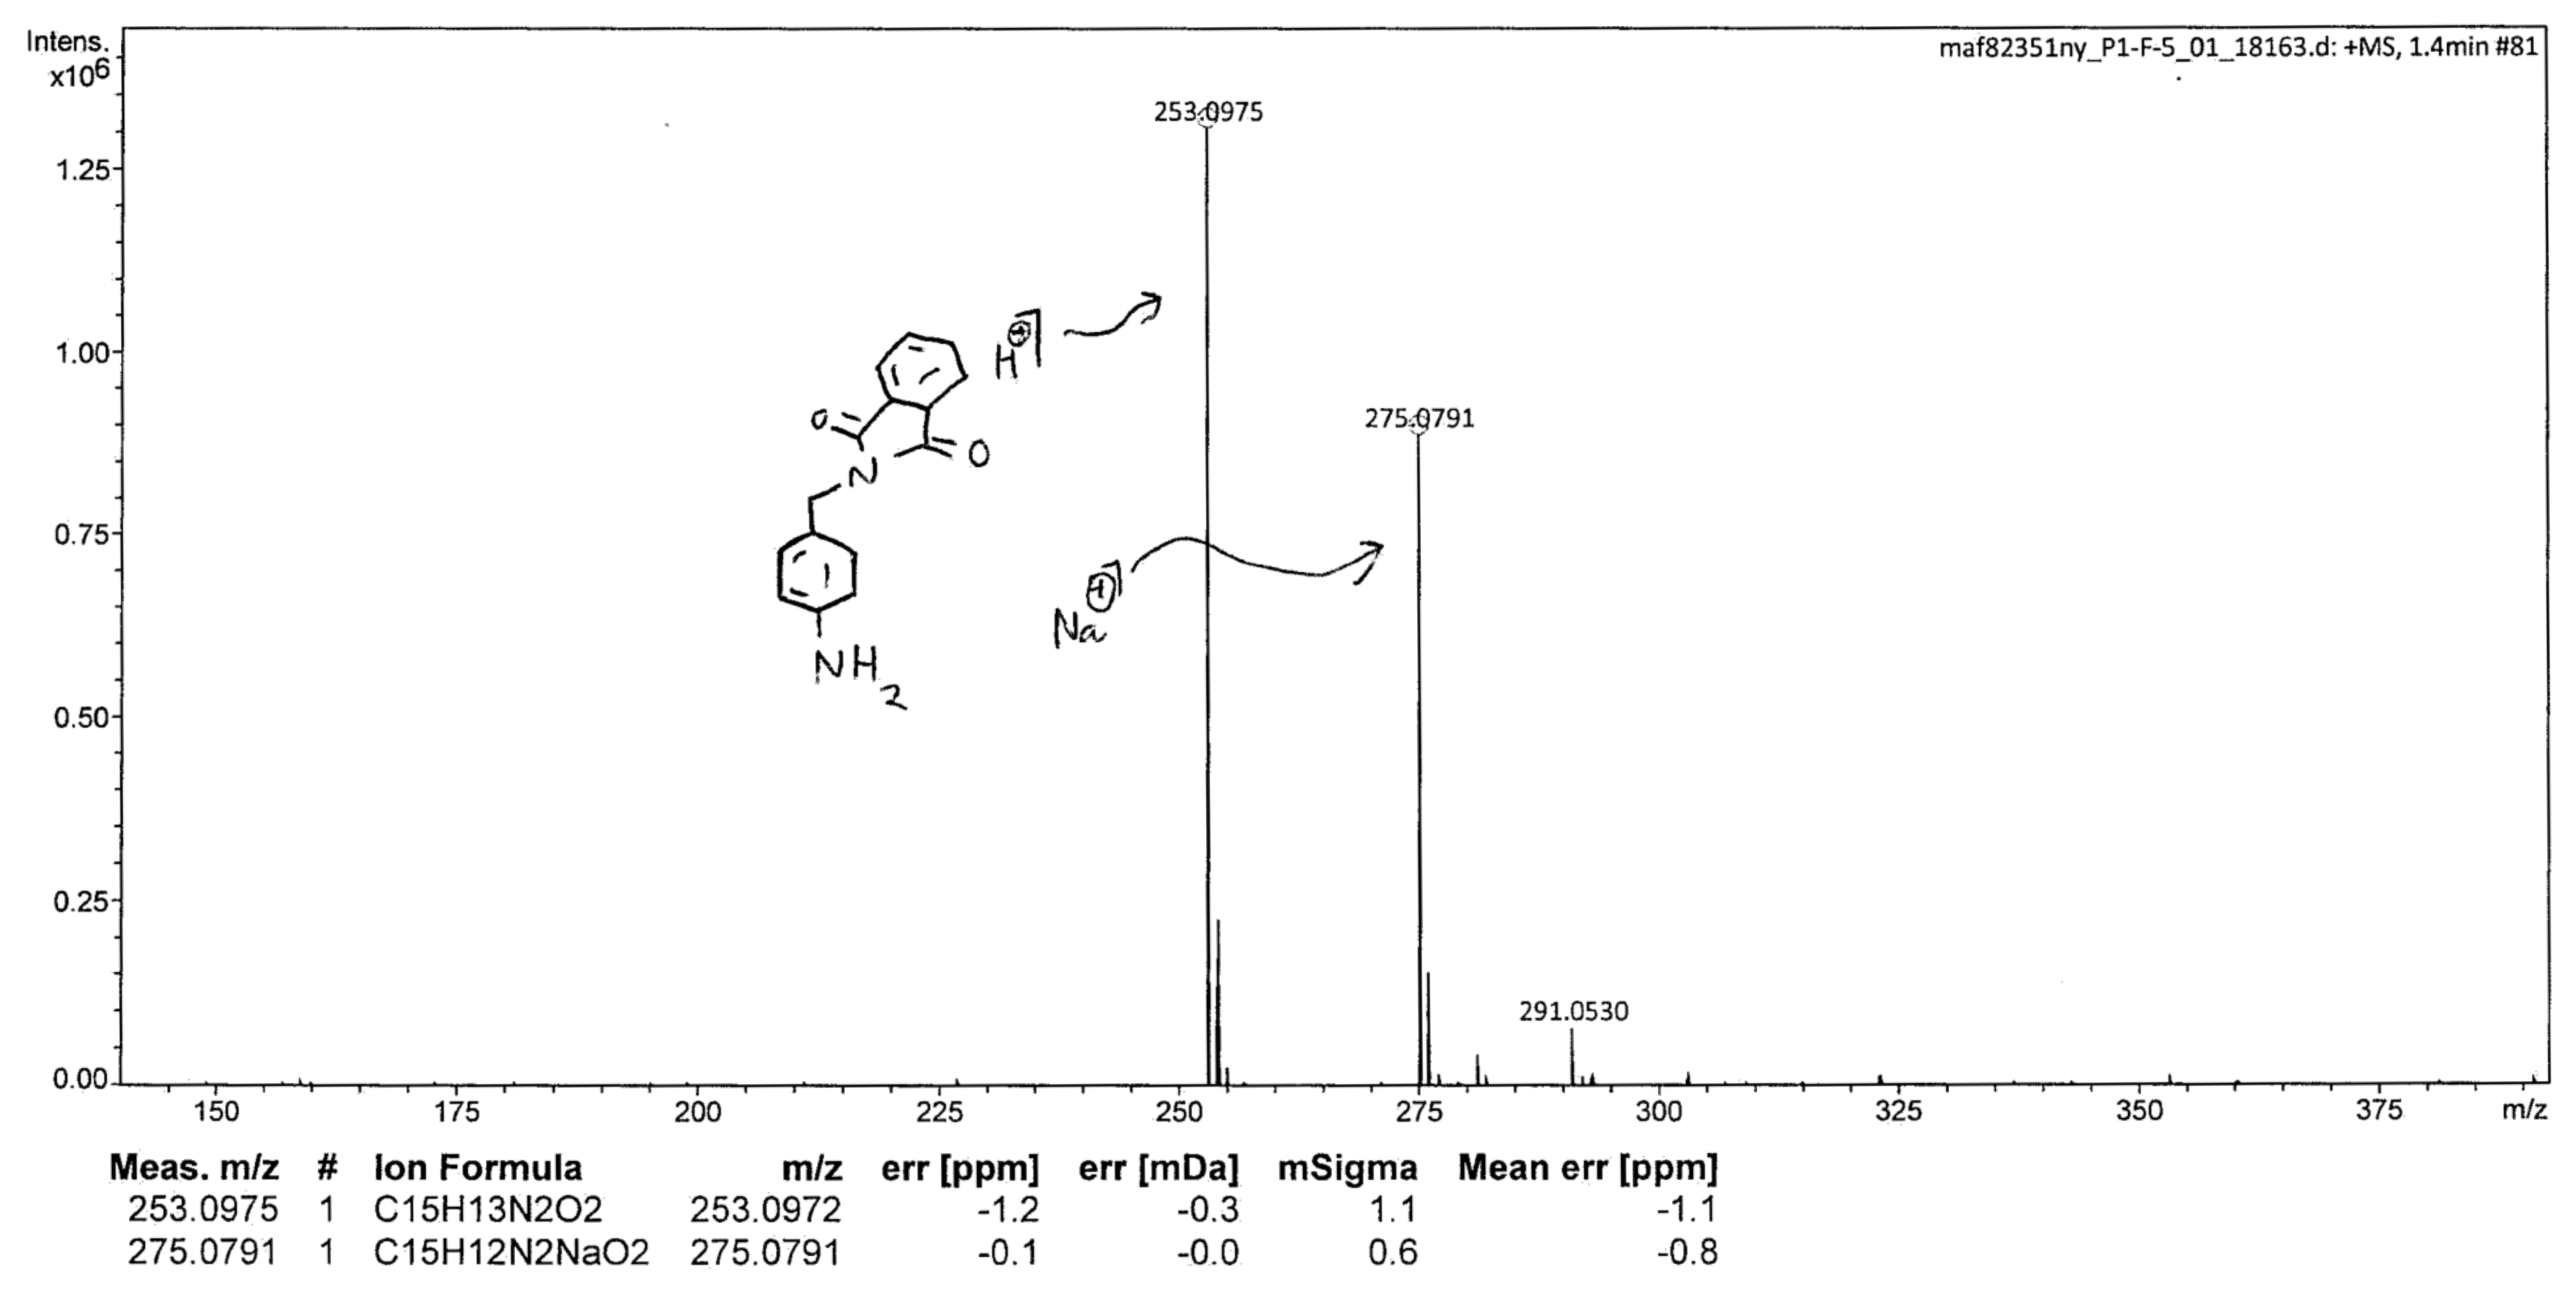 Intens.
x10⁶
maf82351ny_P1-F-5_01_18163.d: +MS, 1.4min #81
253.0975
1.25
1.00
H⊕
O
O
N
275.0791
0.75
Na⊕
NH₂
0.50
0.25
291.0530
0.00
150 175 200 225 250 275 300 325 350 375 m/z
Meas. m/z # Ion Formula m/z err [ppm] err [mDa] mSigma Mean err [ppm]
253.0975 1 C15H13N2O2 253.0972 -1.2 -0.3 1.1 -1.1
275.0791 1 C15H12N2NaO2 275.0791 -0.1 -0.0 0.6 -0.8